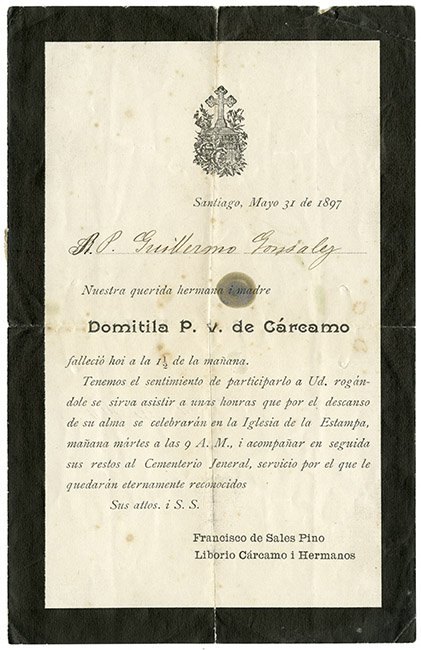 Santiago, Mayo 31 de 1897
R. P. Guillermo Gonsalez
Nuestra querida hermana i madre
Domitila P. v. de Cárcamo
falleció hoi a la 1½ de la mañana.
Tenemos el sentimiento de participarlo a Ud. rogán-
dole se sirva asistir a unas honras que por el descanso
de su alma se celebrarán en la Iglesia de la Estampa,
mañana mártes a las 9 A. M., i acompañar en seguida
sus restos al Cementerio Jeneral, servicio por el que le
quedarán eternamente reconocidos
Sus attos. i S. S.
Francisco de Sales Pino
Liborio Cárcamo i Hermanos